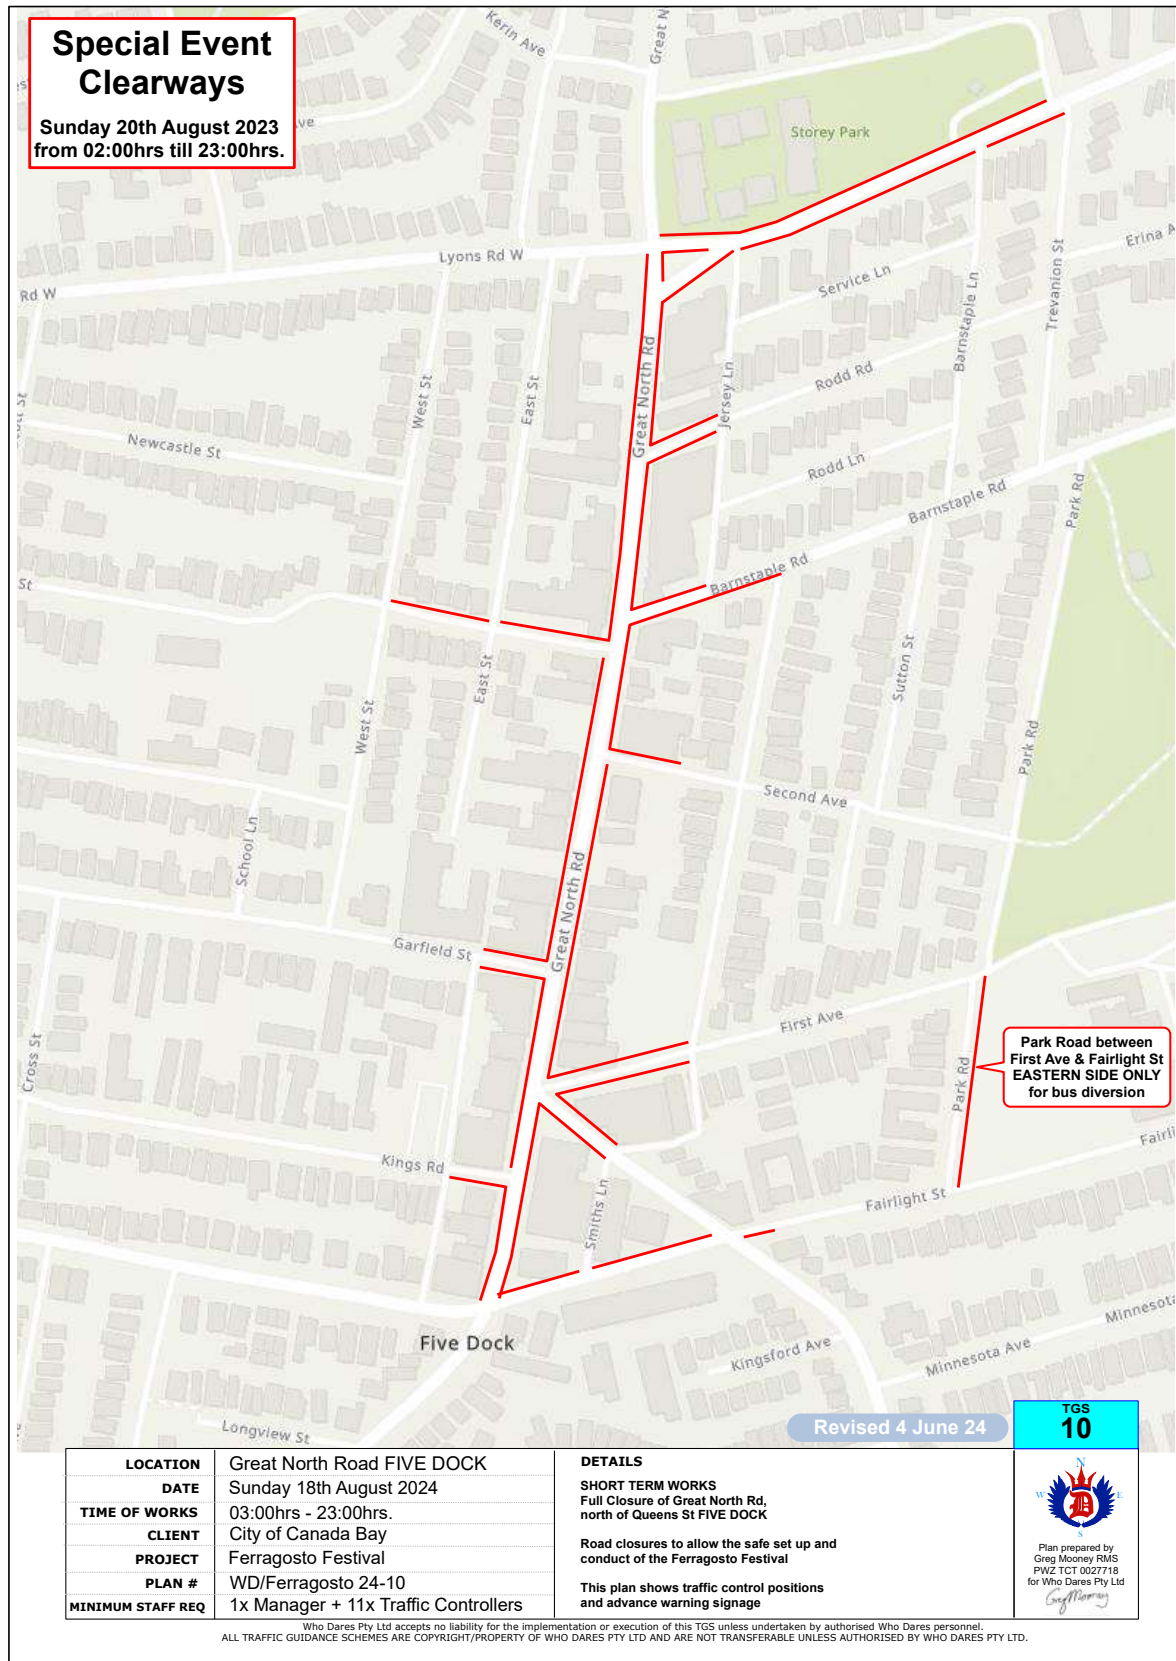 Special Event
Clearways
Sunday 20th August 2023
from 02:00hrs till 23:00hrs.
Kerin Ave
Great N
Ave
Storey Park
Lyons Rd W
Rd W
Erina A
Service Ln
Trevanion St
Barnstaple Ln
Great North Rd
Rodd Rd
Jersey Ln
West St
East St
Newcastle St
Rodd Ln
Barnstaple Rd
Park Rd
St
Barnstaple Rd
Sutton St
East St
West St
Park Rd
Second Ave
School Ln
Great North Rd
Garfield St
First Ave
Cross St
Park Road between
First Ave & Fairlight St
EASTERN SIDE ONLY
for bus diversion
Park Rd
Fairli
Kings Rd
Fairlight St
Smiths Ln
Five Dock
Minnesota
Kingsford Ave
Minnesota Ave
Longview St
Revised 4 June 24
TGS
10
LOCATION Great North Road FIVE DOCK
DATE Sunday 18th August 2024
TIME OF WORKS 03:00hrs - 23:00hrs.
CLIENT City of Canada Bay
PROJECT Ferragosto Festival
PLAN # WD/Ferragosto 24-10
MINIMUM STAFF REQ 1x Manager + 11x Traffic Controllers
DETAILS
SHORT TERM WORKS
Full Closure of Great North Rd,
north of Queens St FIVE DOCK
Road closures to allow the safe set up and
conduct of the Ferragosto Festival
This plan shows traffic control positions
and advance warning signage
N
W D E
S
Plan prepared by
Greg Mooney RMS
PWZ TCT 0027718
for Who Dares Pty Ltd
Greg Mooney
Who Dares Pty Ltd accepts no liability for the implementation or execution of this TGS unless undertaken by authorised Who Dares personnel.
ALL TRAFFIC GUIDANCE SCHEMES ARE COPYRIGHT/PROPERTY OF WHO DARES PTY LTD AND ARE NOT TRANSFERABLE UNLESS AUTHORISED BY WHO DARES PTY LTD.